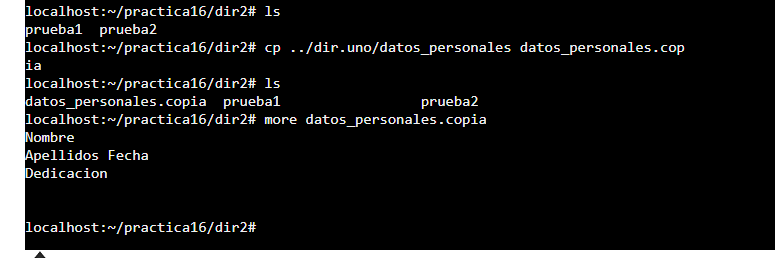 localhost:~/practica16/dir2# ls
prueba1  prueba2
localhost:~/practica16/dir2# cp ../dir.uno/datos_personales datos_personales.cop
ia
localhost:~/practica16/dir2# ls
datos_personales.copia  prueba1                 prueba2
localhost:~/practica16/dir2# more datos_personales.copia
Nombre
Apellidos Fecha
Dedicacion
localhost:~/practica16/dir2#